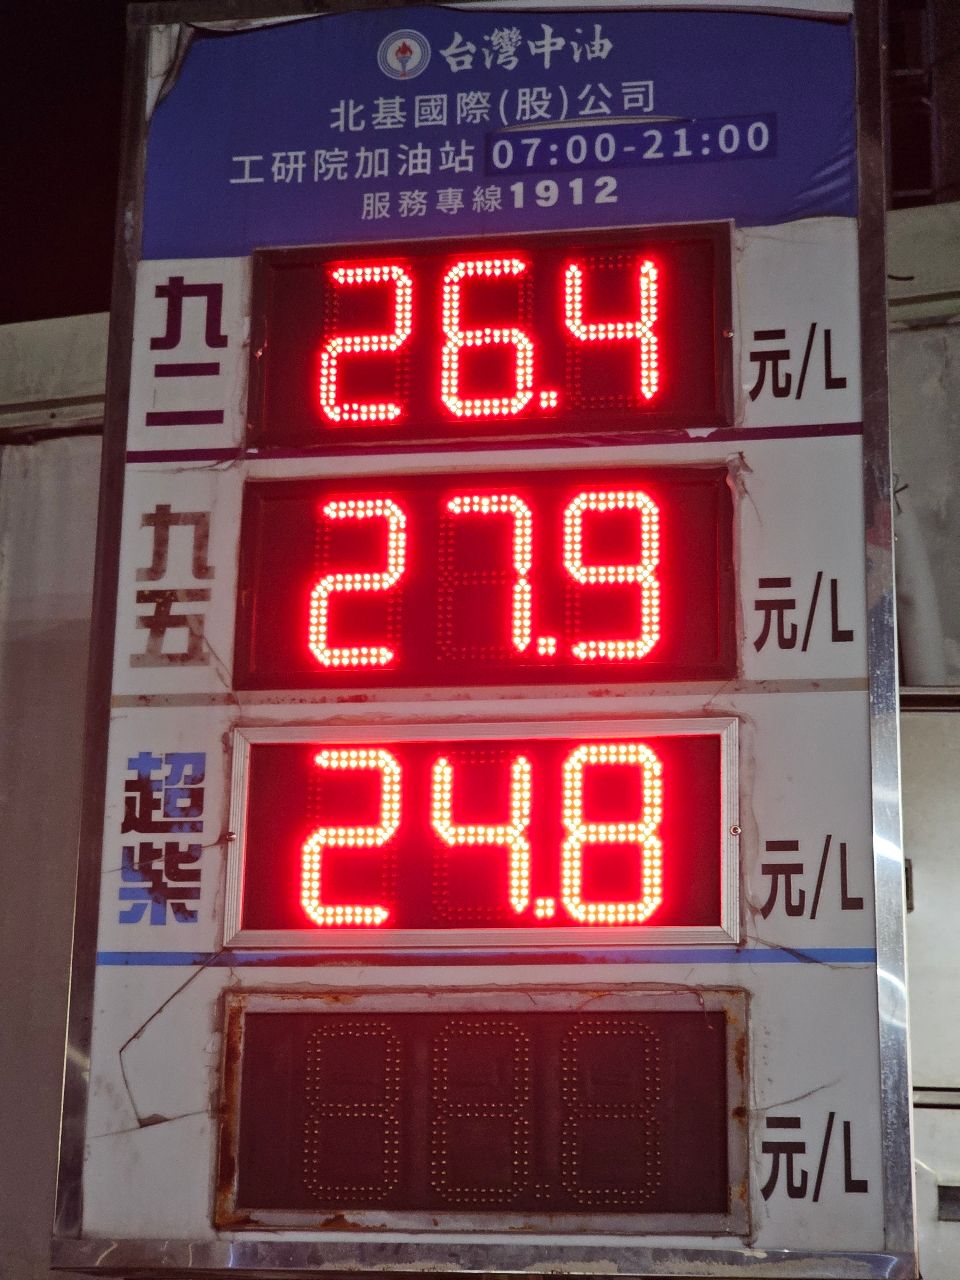 台灣中油
北基國際(股)公司
工研院加油站 07:00-21:00
服務專線1912
九二 26.4 元/L
九五 27.9 元/L
超柴 24.8 元/L
元/L